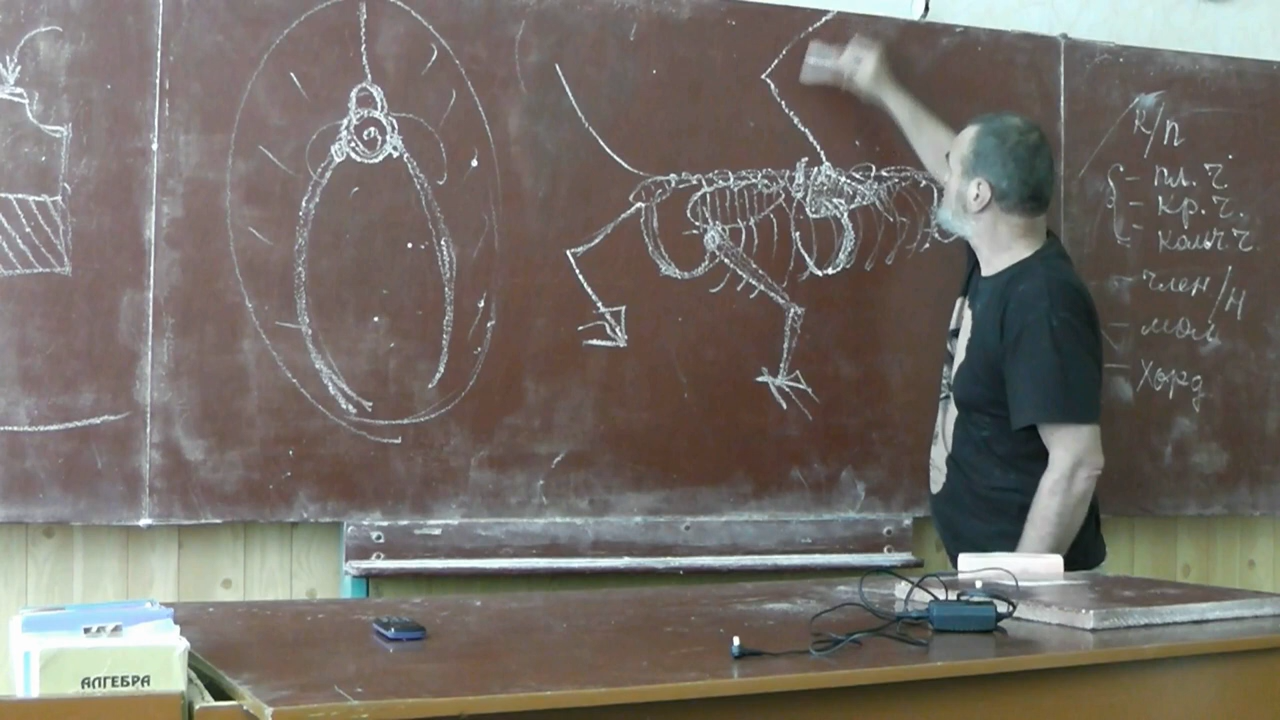 к/п
- пл. ч.
- кр. ч.
- кольч. ч.
- член/н
- мол
- Хорд
АЛГЕБРА